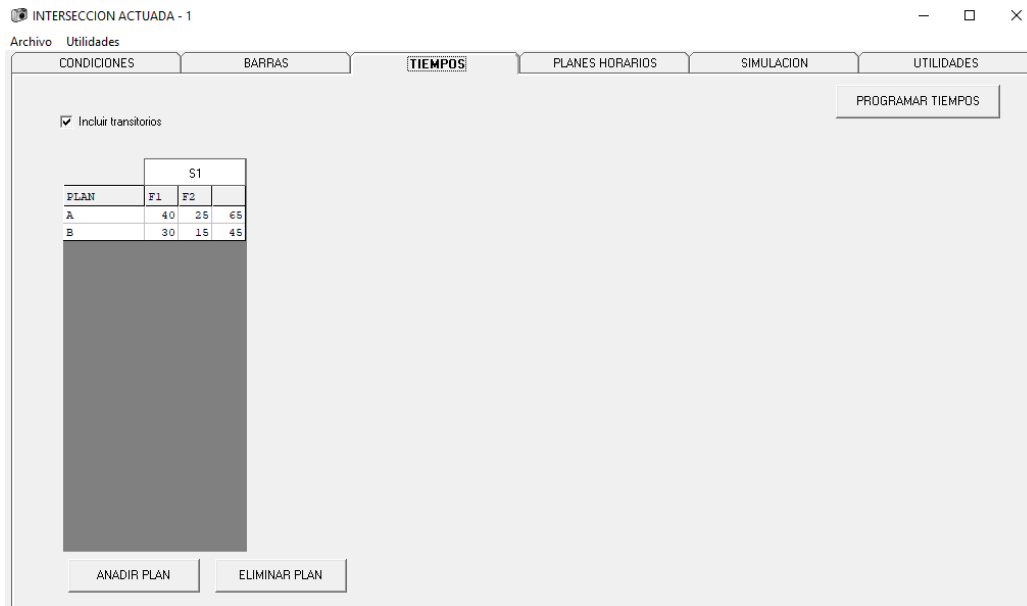 INTERSECCION ACTUADA - 1
Archivo Utilidades
CONDICIONES BARRAS TIEMPOS PLANES HORARIOS SIMULACION UTILIDADES
PROGRAMAR TIEMPOS
Incluir transitorios
S1
PLAN F1 F2
A 40 25 65
B 30 15 45
ANADIR PLAN ELIMINAR PLAN